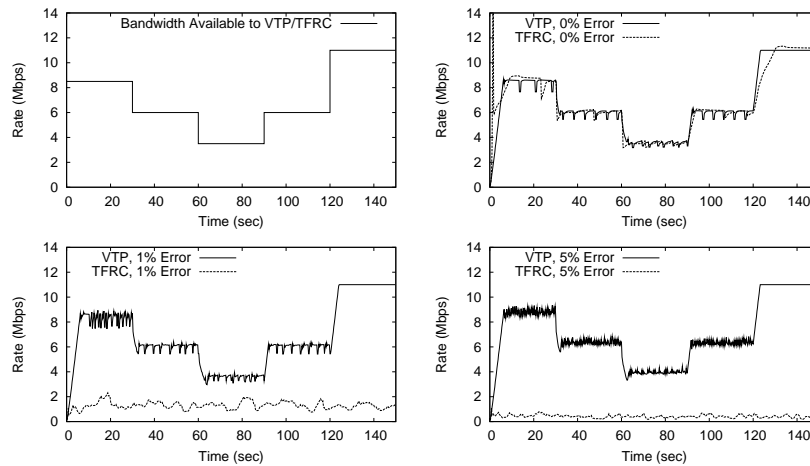 Bandwidth Available to VTP/TFRC
Rate (Mbps)
14
12
10
8
6
4
2
0
0 20 40 60 80 100 120 140
Time (sec)
VTP, 0% Error
TFRC, 0% Error
Rate (Mbps)
14
12
10
8
6
4
2
0
0 20 40 60 80 100 120 140
Time (sec)
VTP, 1% Error
TFRC, 1% Error
Rate (Mbps)
14
12
10
8
6
4
2
0
0 20 40 60 80 100 120 140
Time (sec)
VTP, 5% Error
TFRC, 5% Error
Rate (Mbps)
14
12
10
8
6
4
2
0
0 20 40 60 80 100 120 140
Time (sec)